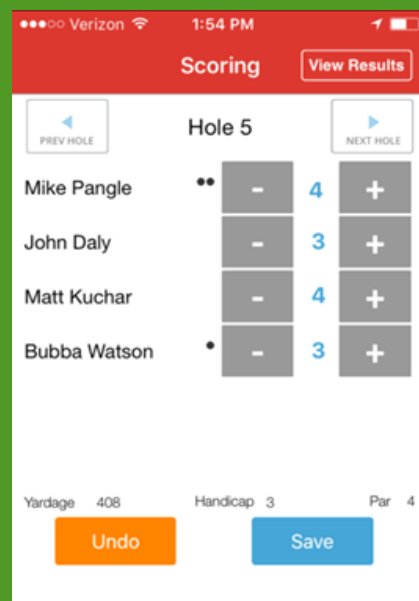 Verizon 1:54 PM
Scoring View Results
PREV HOLE Hole 5 NEXT HOLE
Mike Pangle •• - 4 +
John Daly - 3 +
Matt Kuchar - 4 +
Bubba Watson • - 3 +
Yardage 408 Handicap 3 Par 4
Undo Save